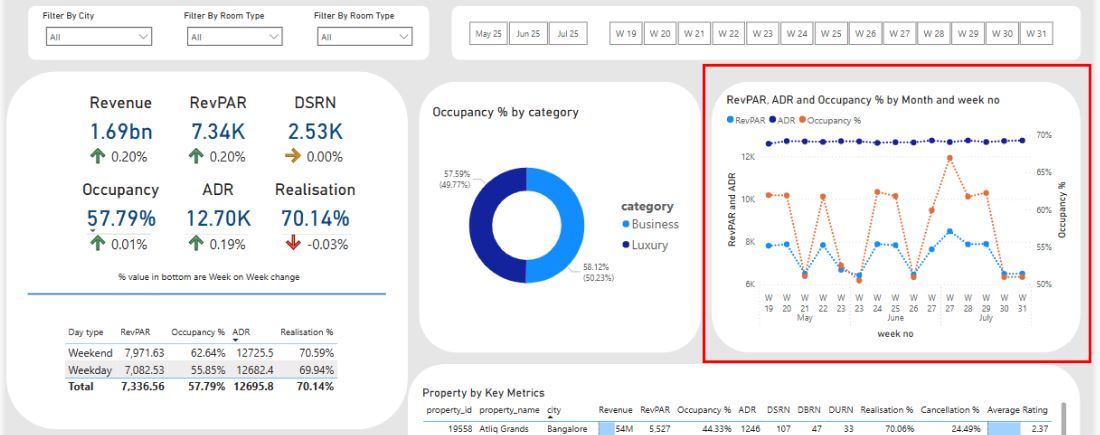 Filter By City
Filter By Room Type
Filter By Room Type
All
All
All
May 25 Jun 25 Jul 25
W 19 W 20 W 21 W 22 W 23 W 24 W 25 W 26 W 27 W 28 W 29 W 30 W 31
Revenue RevPAR DSRN
1.69bn 7.34K 2.53K
0.20% 0.20% 0.00%
Occupancy ADR Realisation
57.79% 12.70K 70.14%
0.01% 0.19% -0.03%
% value in bottom are Week on Week change
Day type RevPAR Occupancy % ADR Realisation %
Weekend 7,971.63 62.64% 12725.5 70.59%
Weekday 7,082.53 55.85% 12682.4 69.94%
Total 7,336.56 57.79% 12695.8 70.14%
Occupancy % by category
57.59%
(49.77%)
58.12%
(50.23%)
category
Business
Luxury
RevPAR, ADR and Occupancy % by Month and week no
RevPAR ADR Occupancy %
RevPAR and ADR
12K
10K
8K
6K
70%
65%
60%
55%
50%
Occupancy %
W W W W W W W W W W W W W W W
19 20 21 22 23 23 24 25 26 27 27 28 29 30 31
May June July
week no
Property by Key Metrics
property_id property_name city Revenue RevPAR Occupancy % ADR DSRN DBRN DURN Realisation % Cancellation % Average Rating
19558 Atliq Grands Bangalore 54M 5,527 44.33% 1246 107 47 33 70.06% 24.49% 2.37